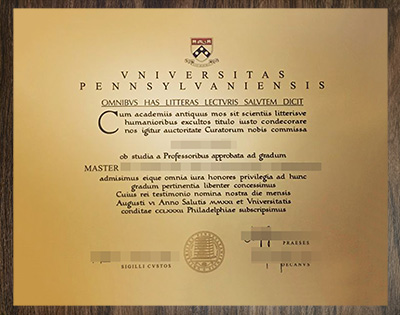 VNIVERSITAS
PENNSYLVANIENSIS
OMNIBVS HAS LITTERAS LECTVRIS SALVTEM DICIT
Cum academiis antiquus mos sit scientiis litterisve
humanioribus excultos titulo iusto condecorare
nos igitur auctoritate Curatorum nobis commissa
ob studia a Professoribus approbata ad gradum
MASTER
admisimus eique omnia iura honores privilegia ad hunc
gradum pertinentia libenter concessimus
Cuius rei testimonio nomina nostra die mensis
Augusti vi Anno Salutis MMXXI et Vniversitatis
conditae CCLXXXI Philadelphiae subscripsimus
PRAESES
SIGILLI CVSTOS
DECANVS